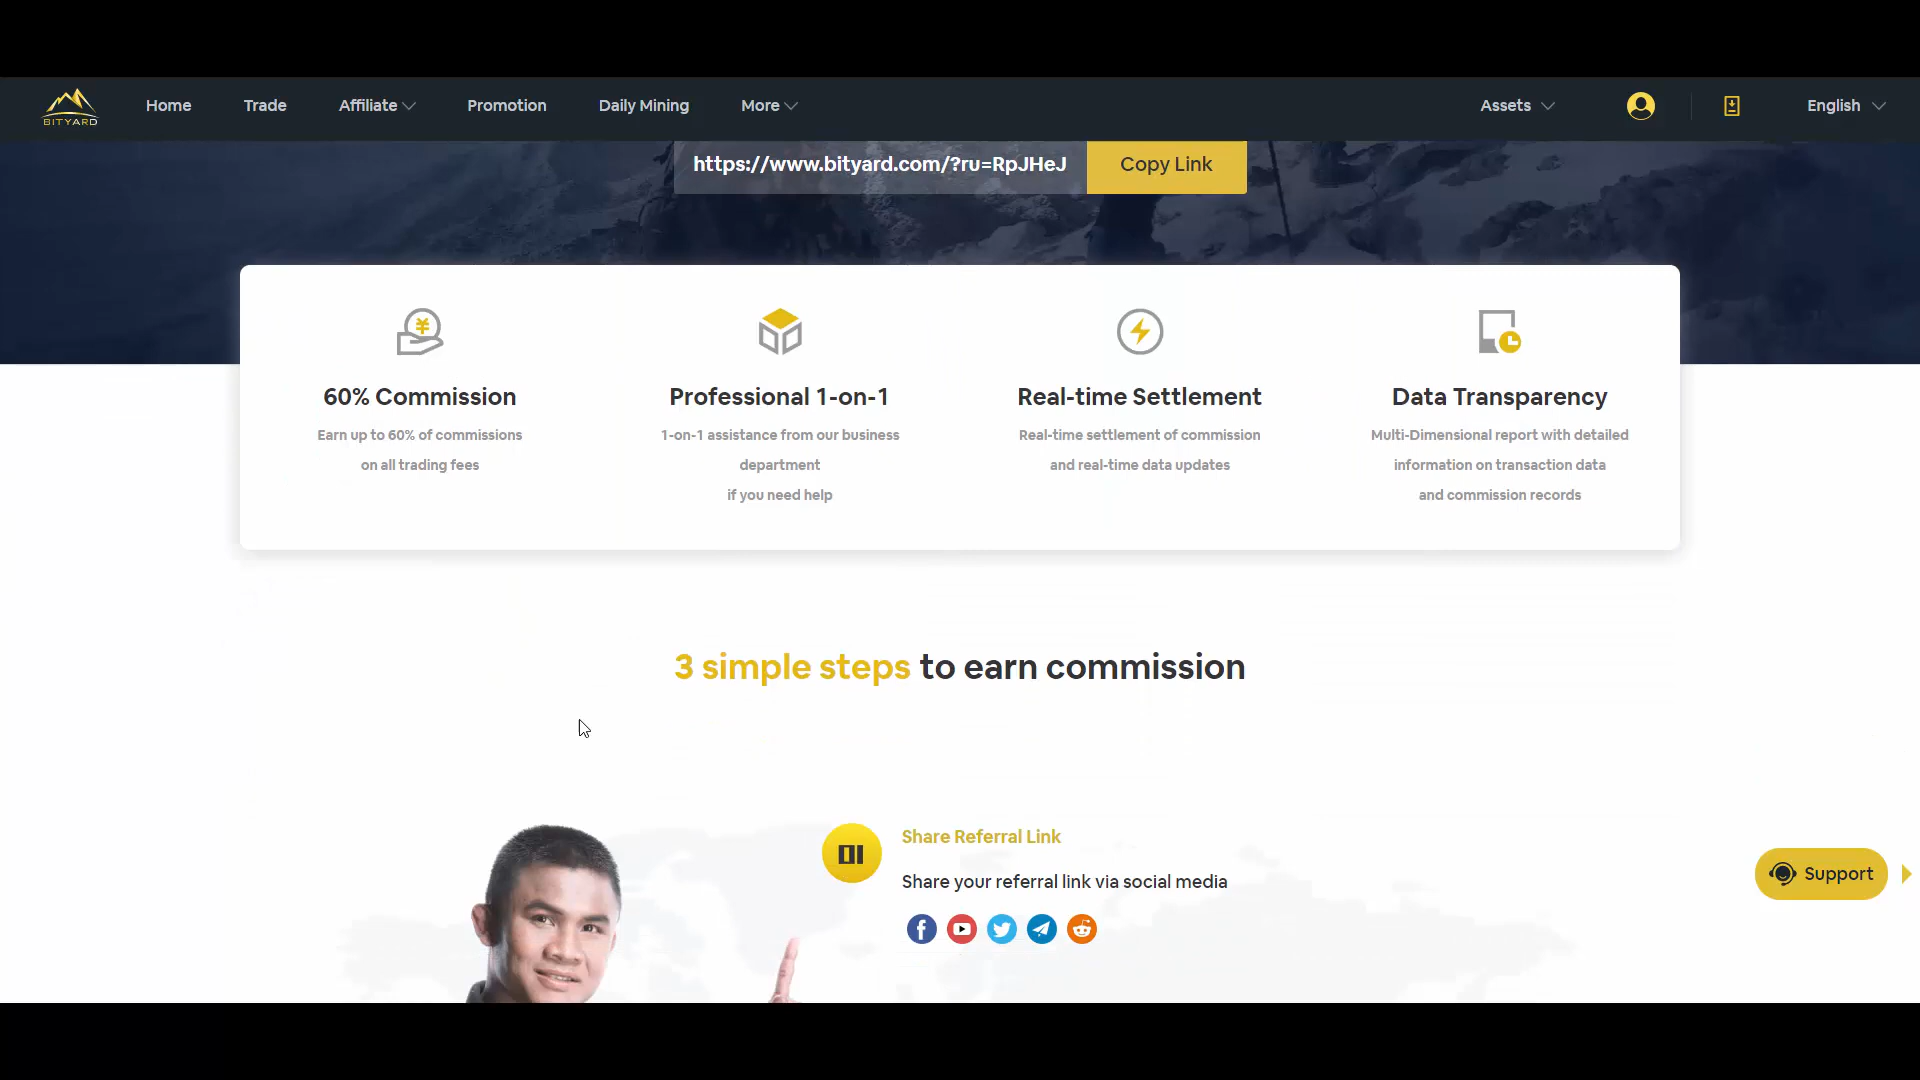 BITYARD
Home
Trade
Affiliate
Promotion
Daily Mining
More
Assets
English
https://www.bityard.com/?ru=RpJHeJ
Copy Link
60% Commission
Earn up to 60% of commissions
on all trading fees
Professional 1-on-1
1-on-1 assistance from our business
department
if you need help
Real-time Settlement
Real-time settlement of commission
and real-time data updates
Data Transparency
Multi-Dimensional report with detailed
information on transaction data
and commission records
3 simple steps to earn commission
Share Referral Link
Share your referral link via social media
Support